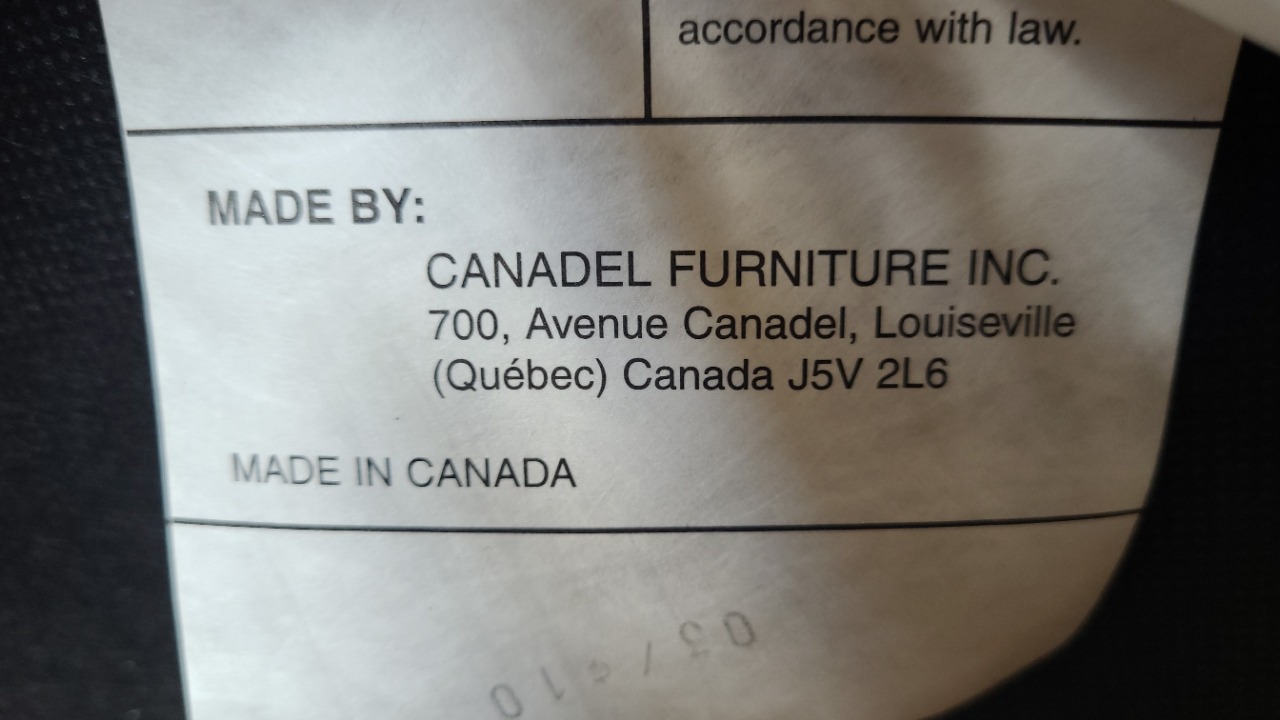 accordance with law.
MADE BY:
CANADEL FURNITURE INC.
700, Avenue Canadel, Louiseville
(Québec) Canada J5V 2L6
MADE IN CANADA